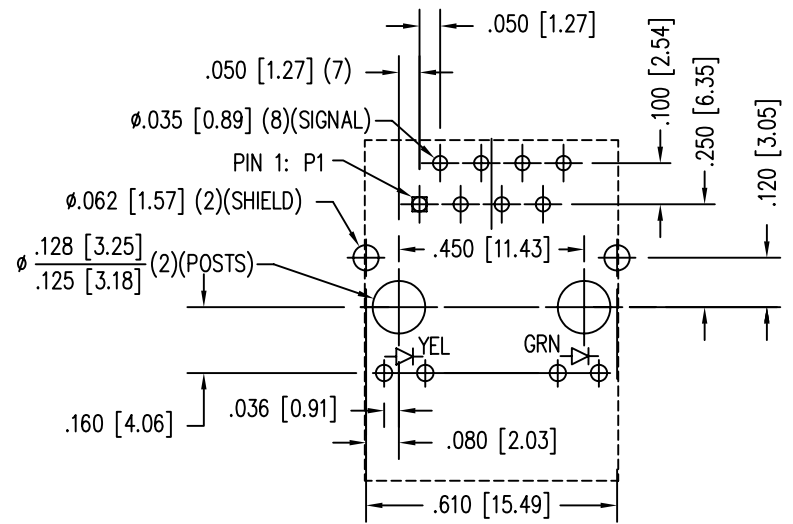 .050 [1.27]
.050 [1.27] (7)
ø.035 [0.89] (8)(SIGNAL)
PIN 1: P1
ø.062 [1.57] (2)(SHIELD)
ø .128 [3.25]
.125 [3.18] (2)(POSTS)
.450 [11.43]
.100 [2.54]
.250 [6.35]
.120 [3.05]
YEL
GRN
.160 [4.06]
.036 [0.91]
.080 [2.03]
.610 [15.49]